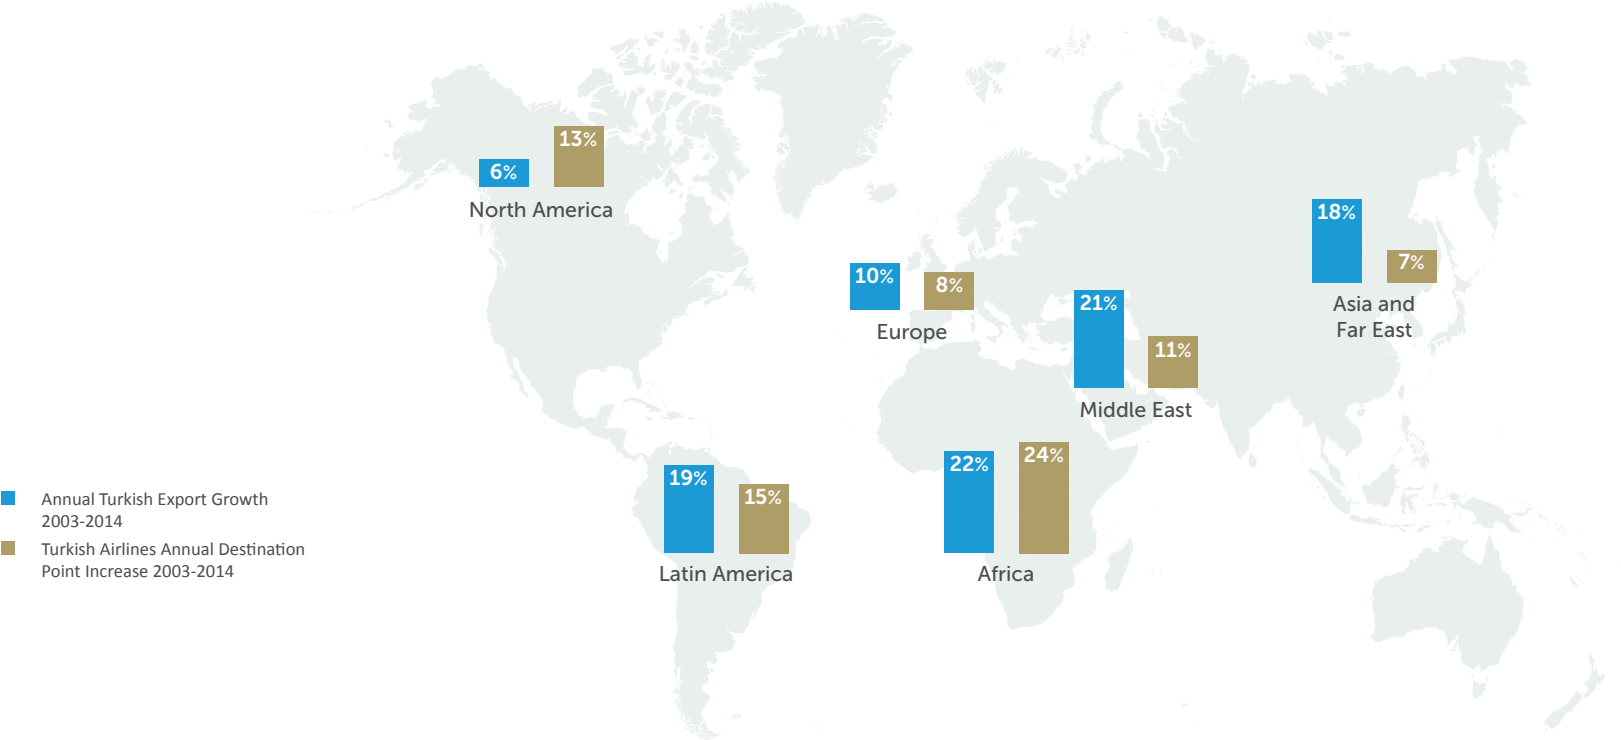 13%
6%
North America
18%
7%
Asia and
Far East
10%
8%
Europe
21%
11%
Middle East
19%
15%
Latin America
22%
24%
Africa
Annual Turkish Export Growth
2003-2014
Turkish Airlines Annual Destination
Point Increase 2003-2014